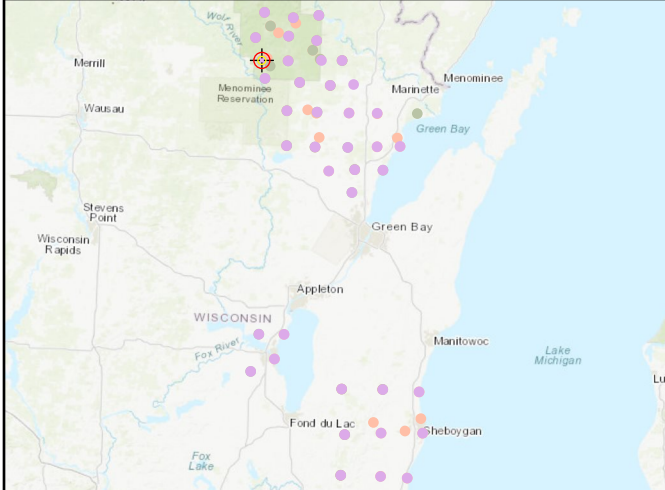 Wolf
River
Merrill
Menominee
Marinette
Menominee
Reservation
Wausau
Green Bay
Stevens
Point
Green Bay
Wisconsin
Rapids
Appleton
WISCONSIN
Manitowoc
Fox River
Lake
Michigan
Lu
Fond du Lac
Sheboygan
Fox
Lake